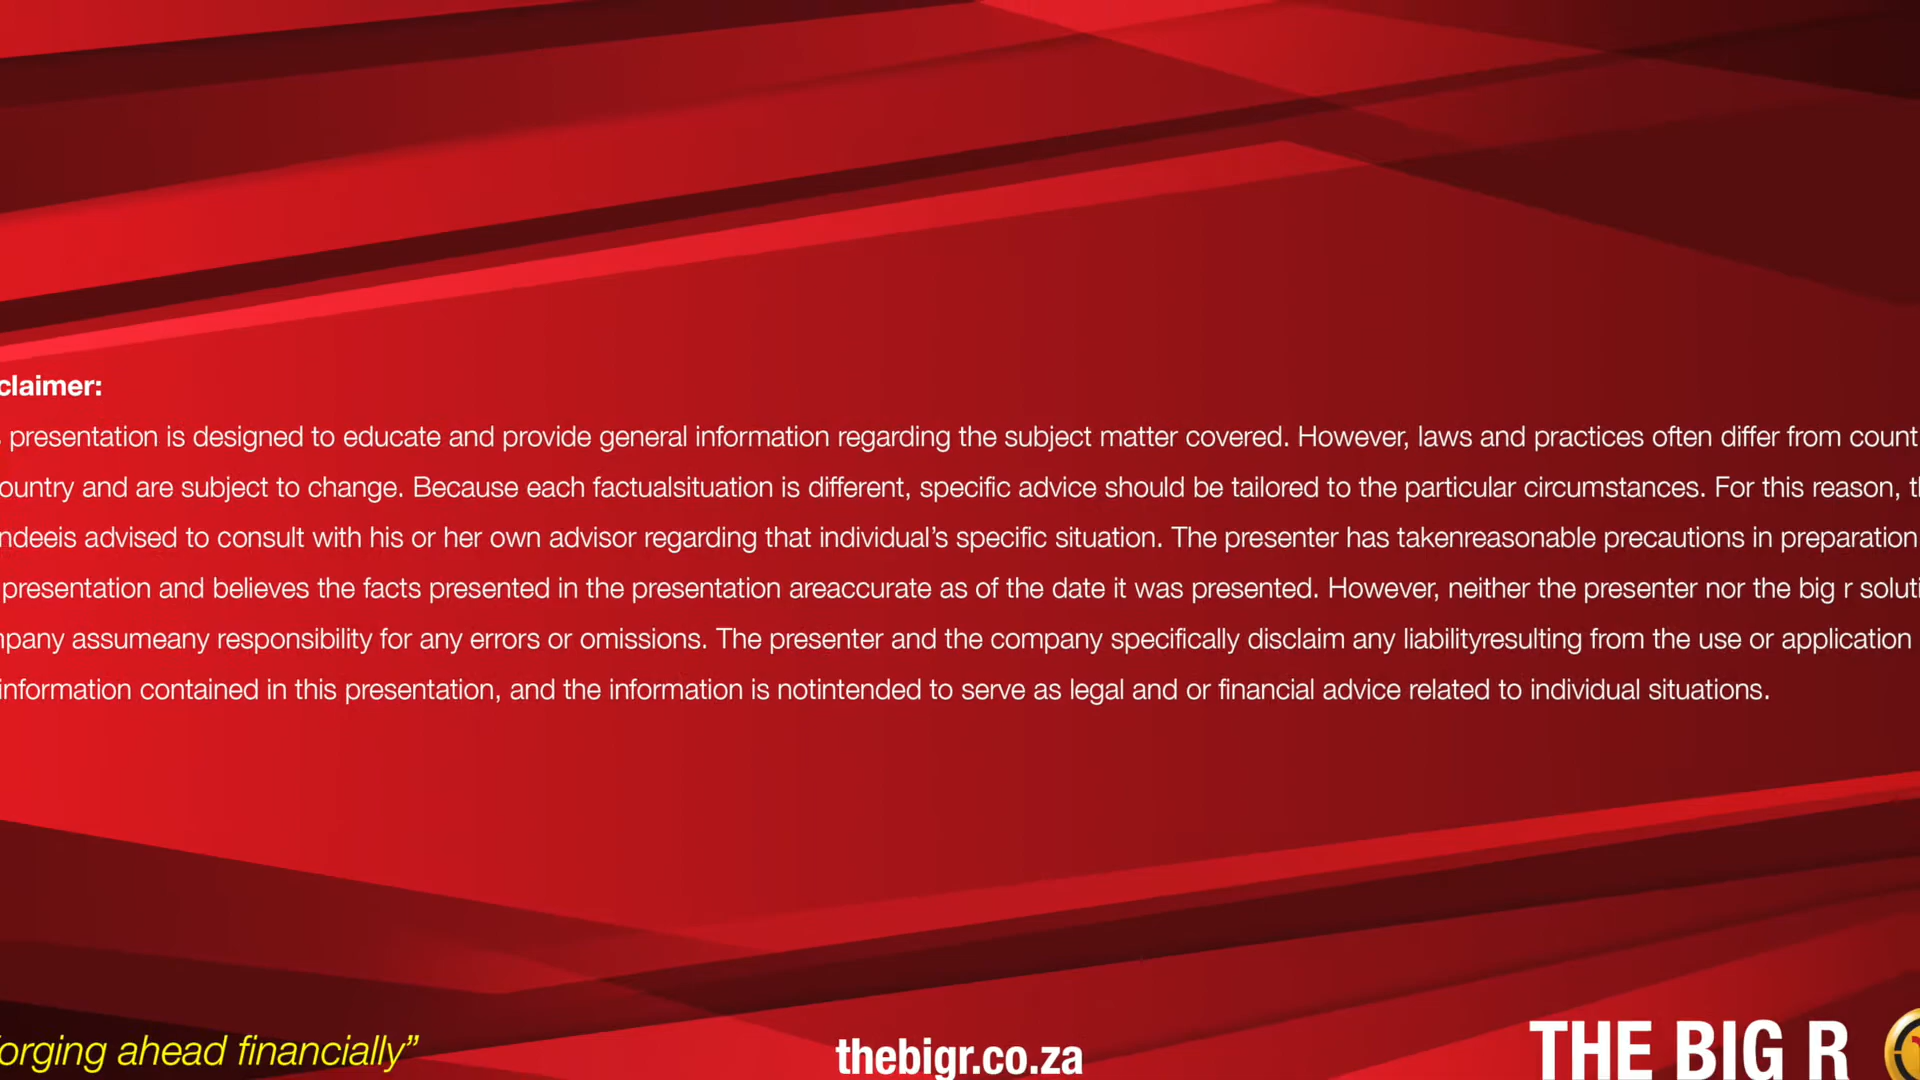 claimer:
presentation is designed to educate and provide general information regarding the subject matter covered. However, laws and practices often differ from count
ountry and are subject to change. Because each factualsituation is different, specific advice should be tailored to the particular circumstances. For this reason, t
ndeeis advised to consult with his or her own advisor regarding that individual’s specific situation. The presenter has takenreasonable precautions in preparation
presentation and believes the facts presented in the presentation areaccurate as of the date it was presented. However, neither the presenter nor the big r soluti
pany assumeany responsibility for any errors or omissions. The presenter and the company specifically disclaim any liabilityresulting from the use or application
information contained in this presentation, and the information is notintended to serve as legal and or financial advice related to individual situations.
orging ahead financially”
thebigr.co.za
THE BIG R